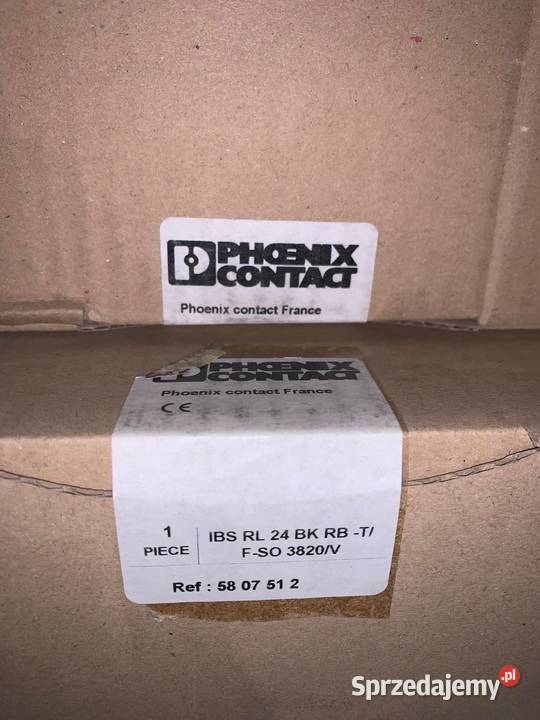 PHOENIX
CONTACT
Phoenix contact France
PHOENIX
CONTACT
Phoenix contact France
CE
1
PIECE
IBS RL 24 BK RB -T/
F-SO 3820/V
Ref : 58 07 51 2
Sprzedajemy.pl